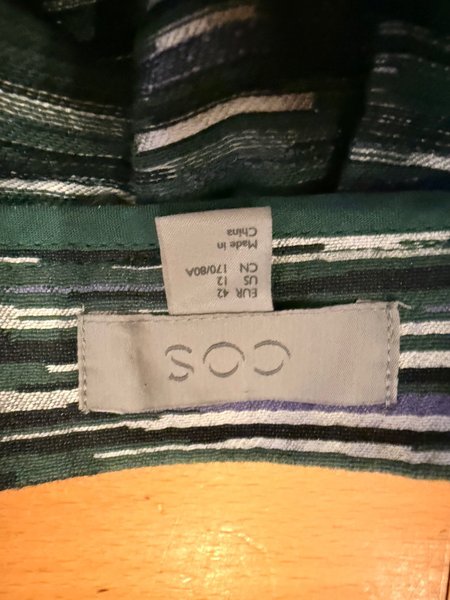 COS
EUR 42
US 12
CN 170/80A
Made in
China